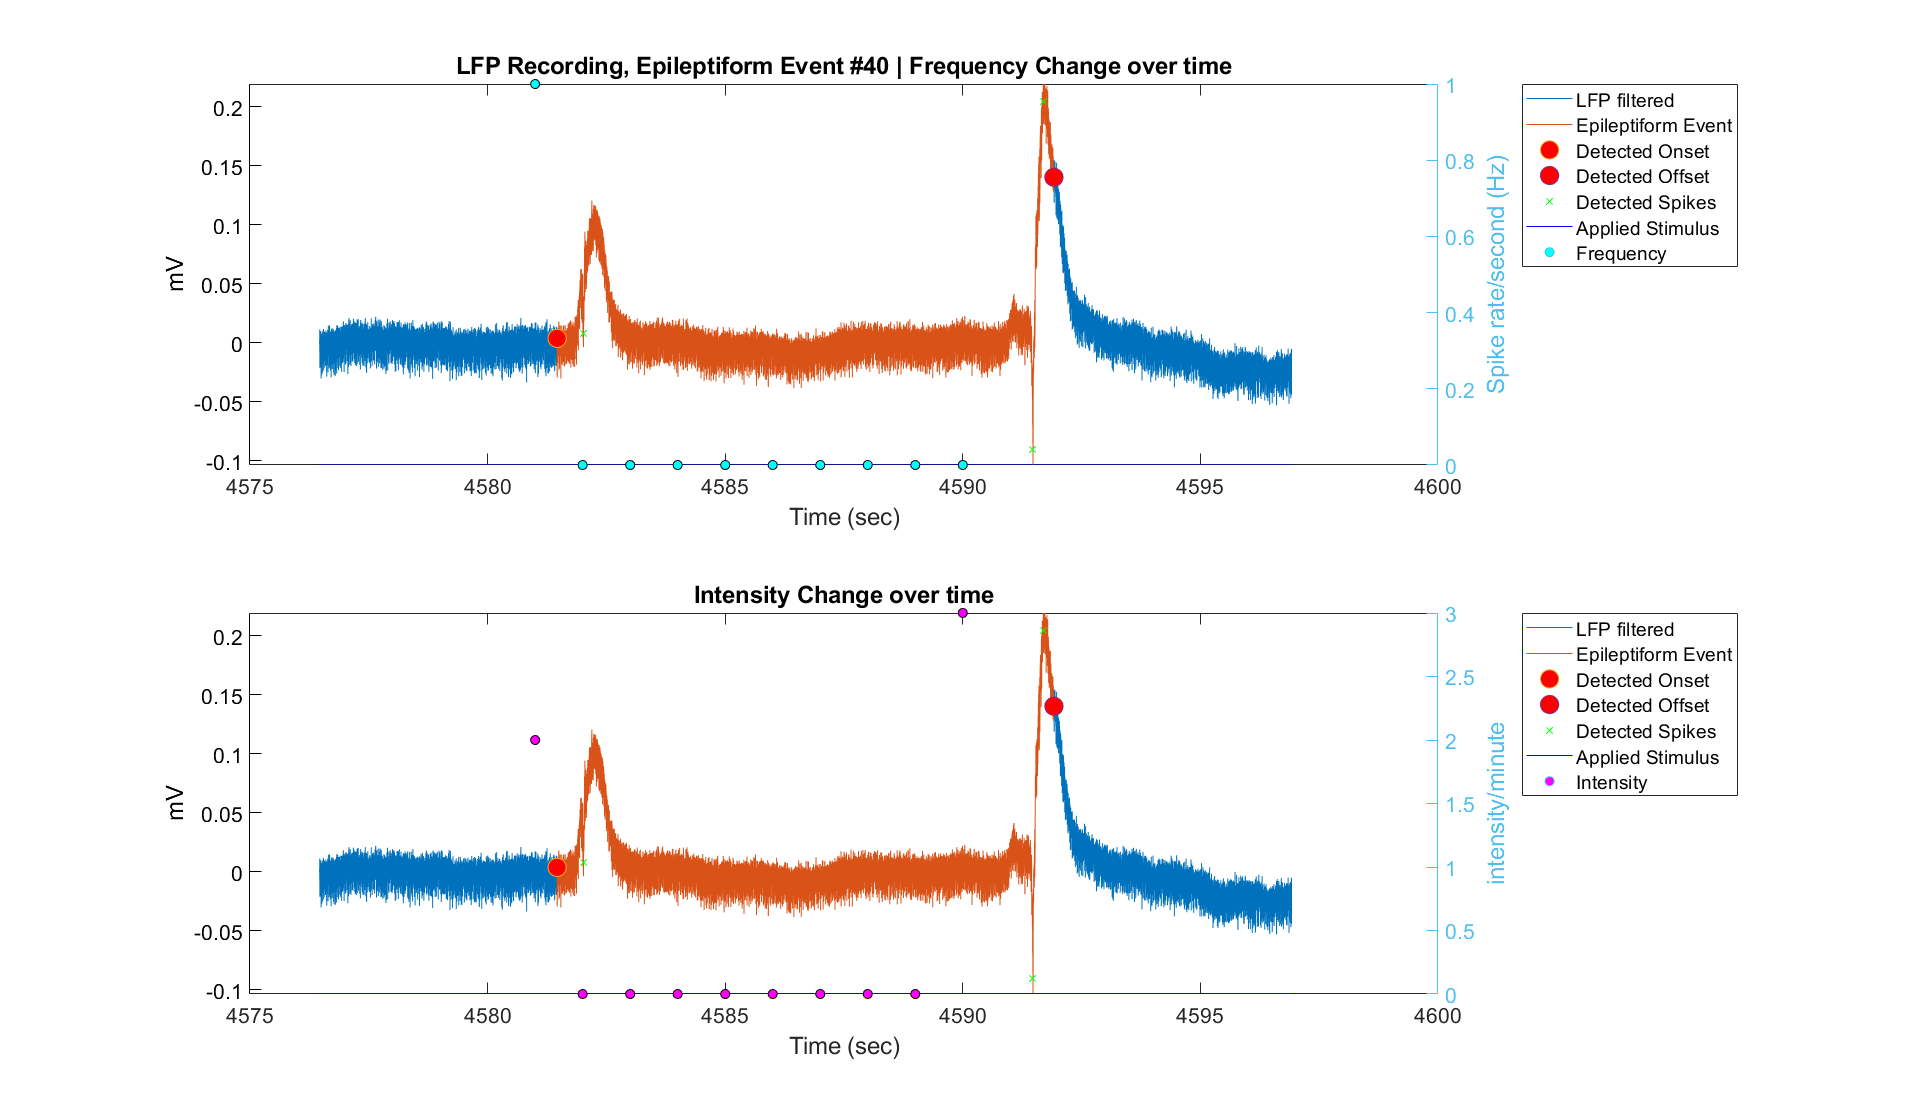 LFP Recording, Epileptiform Event #40 | Frequency Change over time
0.2
0.15
0.1
0.05
0
-0.05
-0.1
mV
4575
4580
4585
4590
4595
4600
Time (sec)
1
0.8
0.6
0.4
0.2
0
Spike rate/second (Hz)
LFP filtered
Epileptiform Event
Detected Onset
Detected Offset
Detected Spikes
Applied Stimulus
Frequency
Intensity Change over time
0.2
0.15
0.1
0.05
0
-0.05
-0.1
mV
4575
4580
4585
4590
4595
4600
Time (sec)
3
2.5
2
1.5
1
0.5
0
intensity/minute
LFP filtered
Epileptiform Event
Detected Onset
Detected Offset
Detected Spikes
Applied Stimulus
Intensity